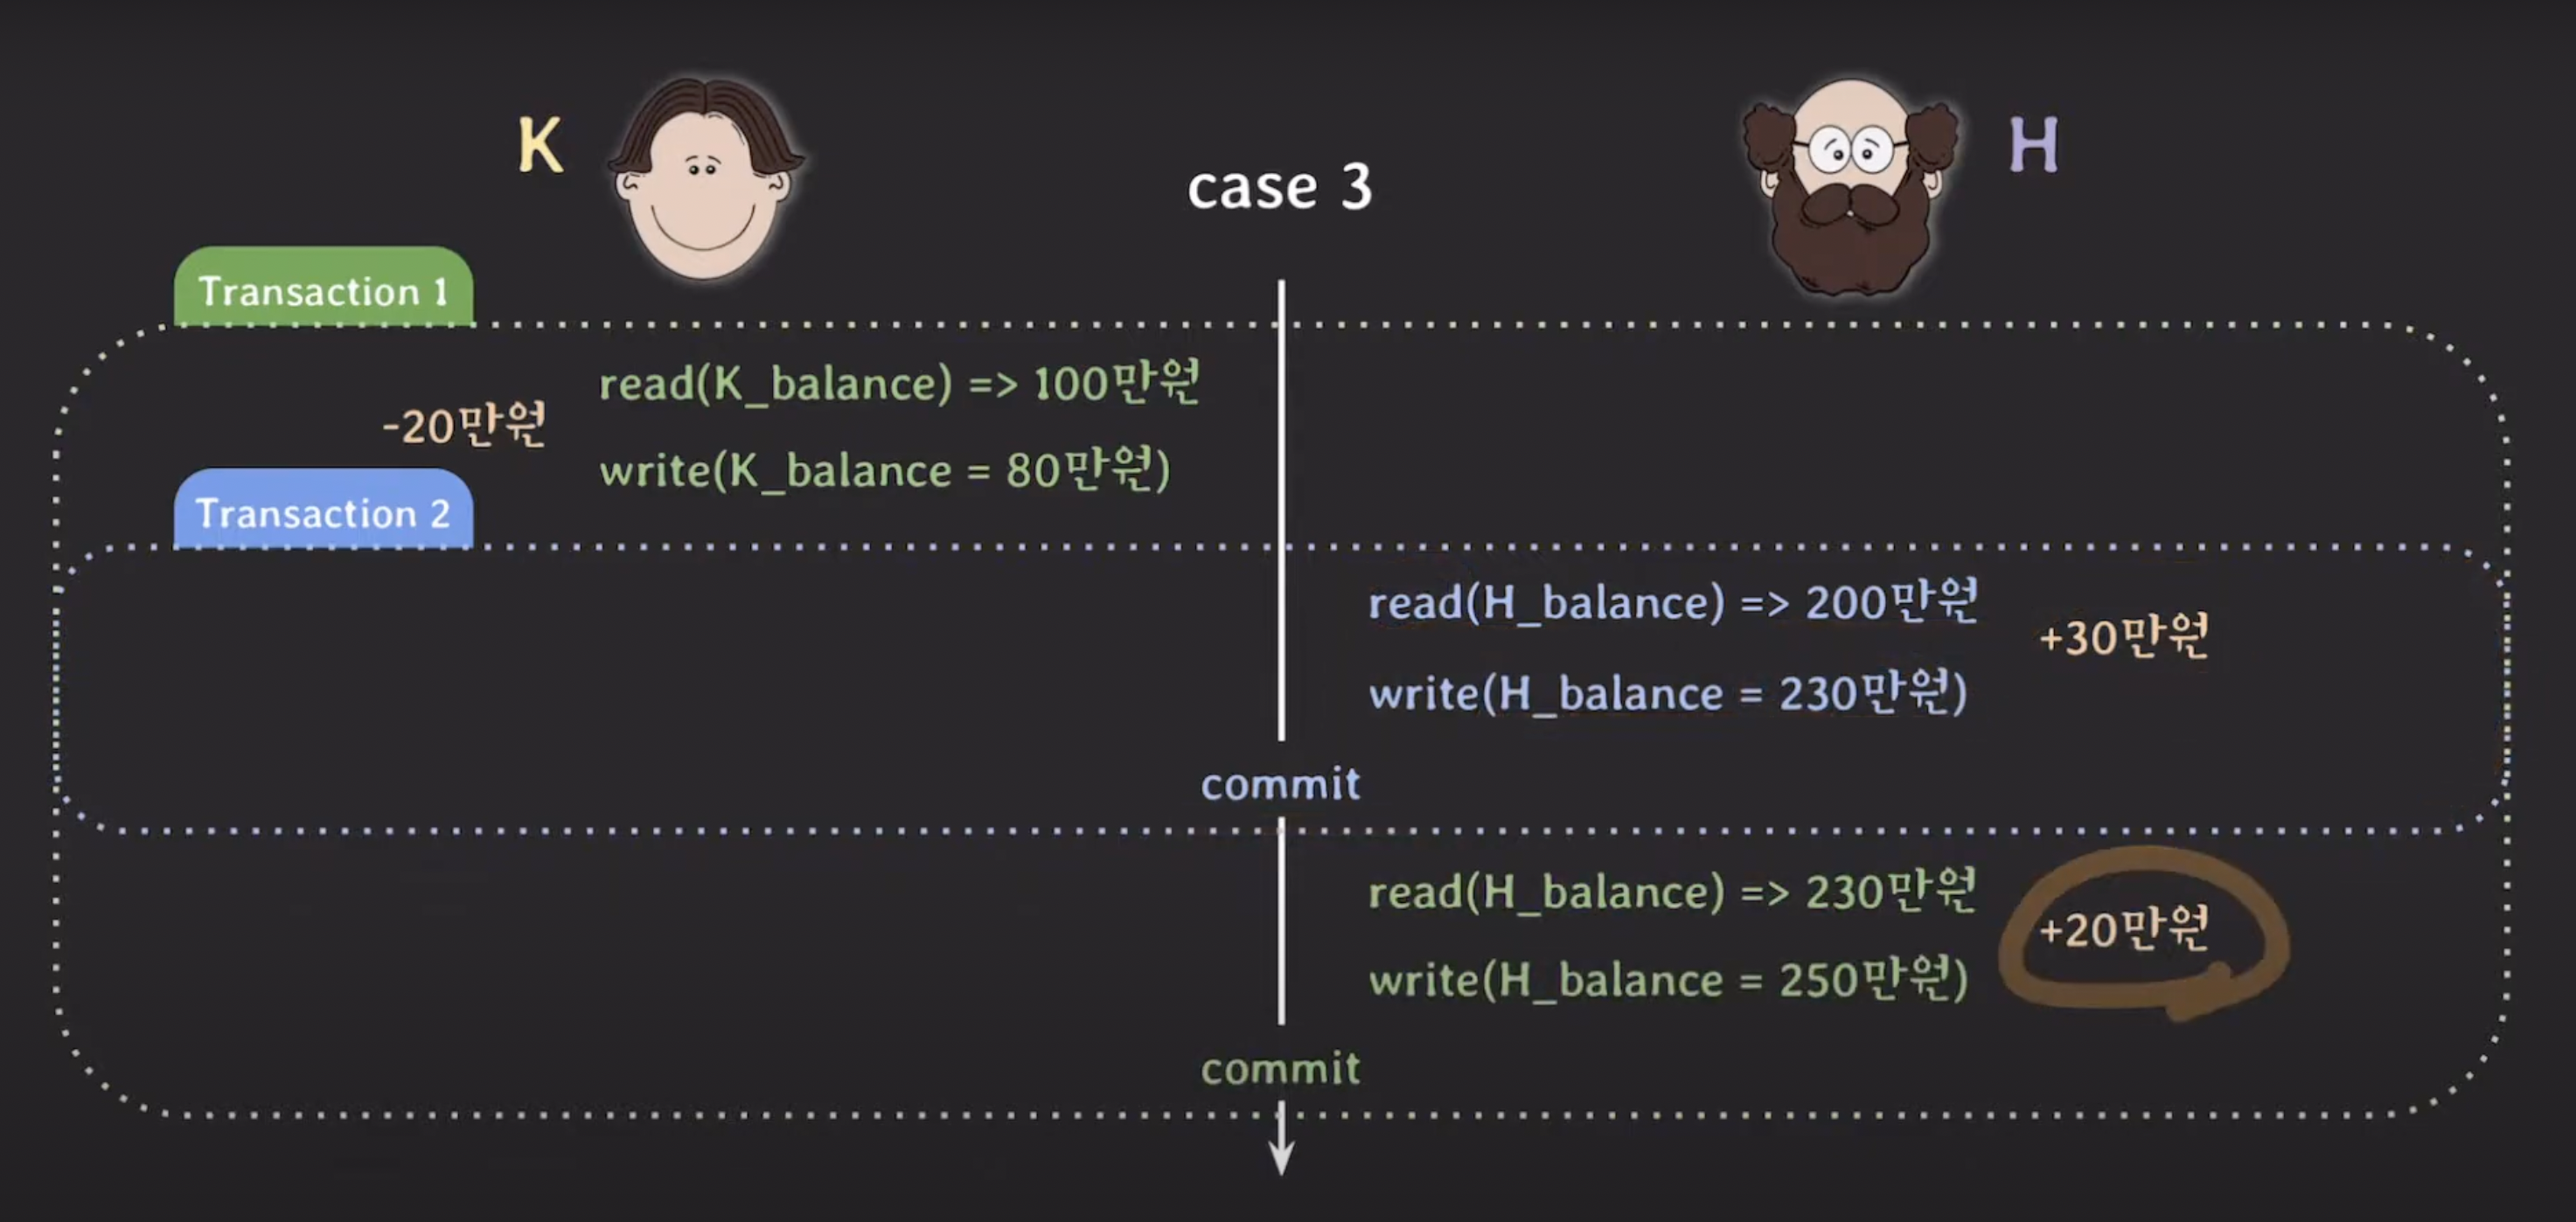 K
H
case 3
Transaction 1
read(K_balance) => 100만원
-20만원
write(K_balance = 80만원)
Transaction 2
read(H_balance) => 200만원
+30만원
write(H_balance = 230만원)
commit
read(H_balance) => 230만원
+20만원
write(H_balance = 250만원)
commit